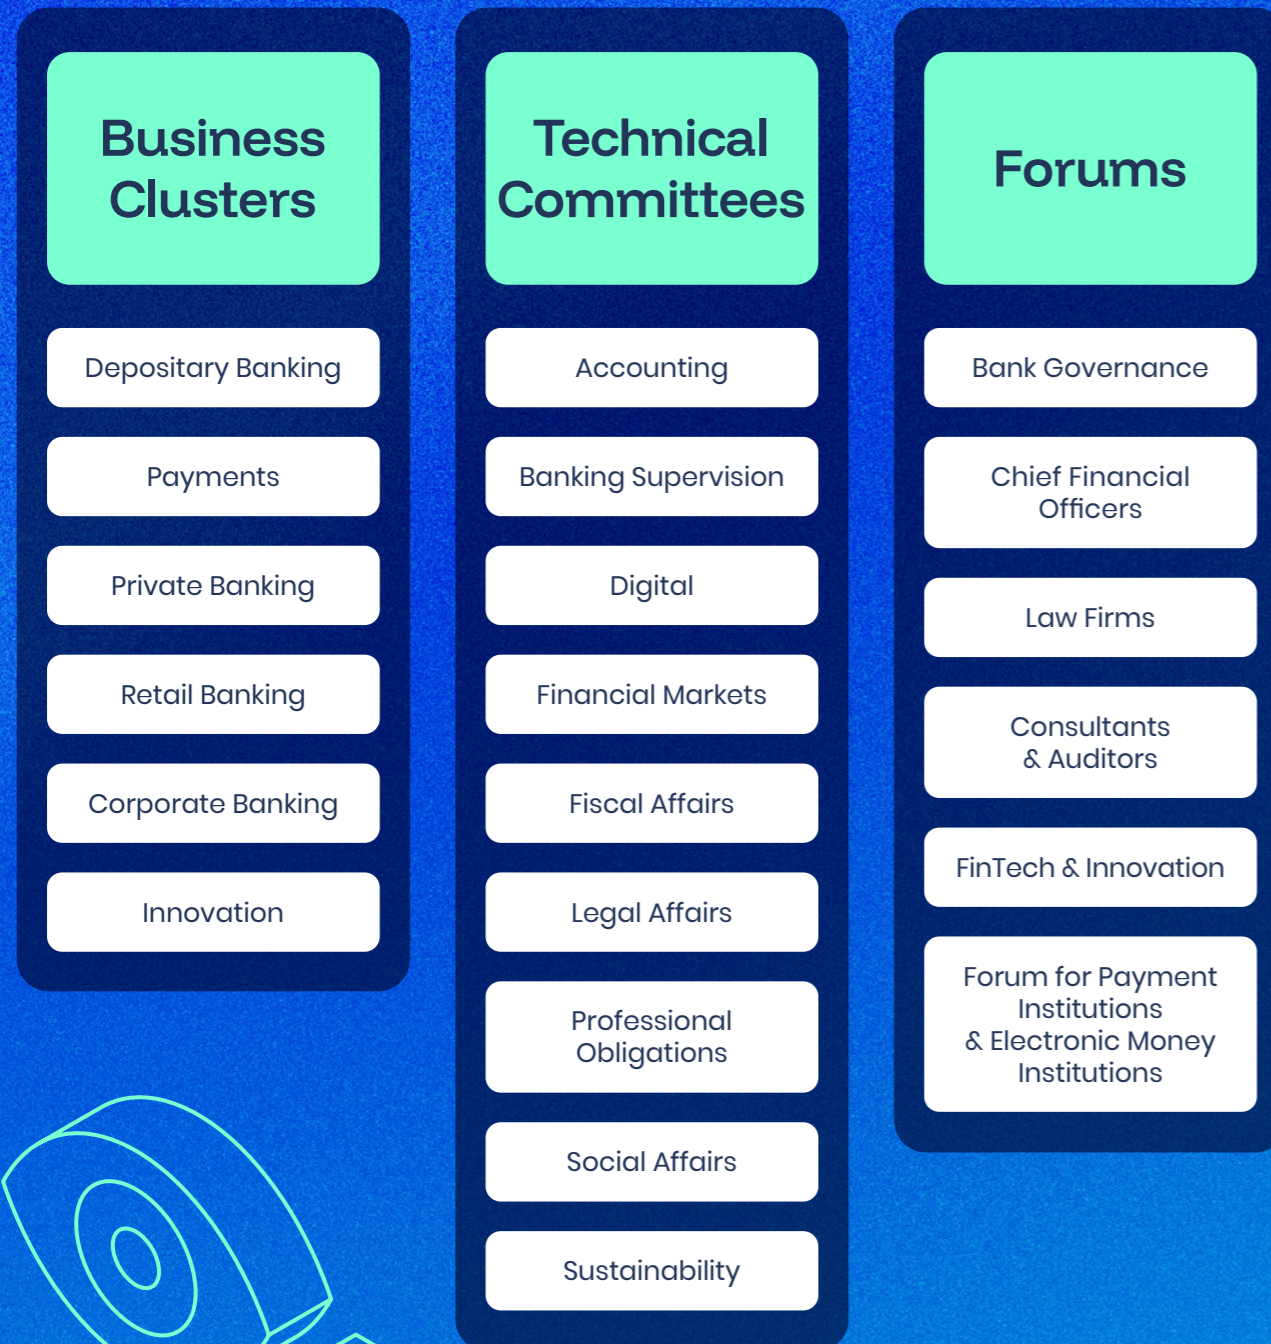 Business
Clusters
Depositary Banking
Payments
Private Banking
Retail Banking
Corporate Banking
Innovation
Technical
Committees
Accounting
Banking Supervision
Digital
Financial Markets
Fiscal Affairs
Legal Affairs
Professional
Obligations
Social Affairs
Sustainability
Forums
Bank Governance
Chief Financial
Officers
Law Firms
Consultants
& Auditors
FinTech & Innovation
Forum for Payment
Institutions
& Electronic Money
Institutions